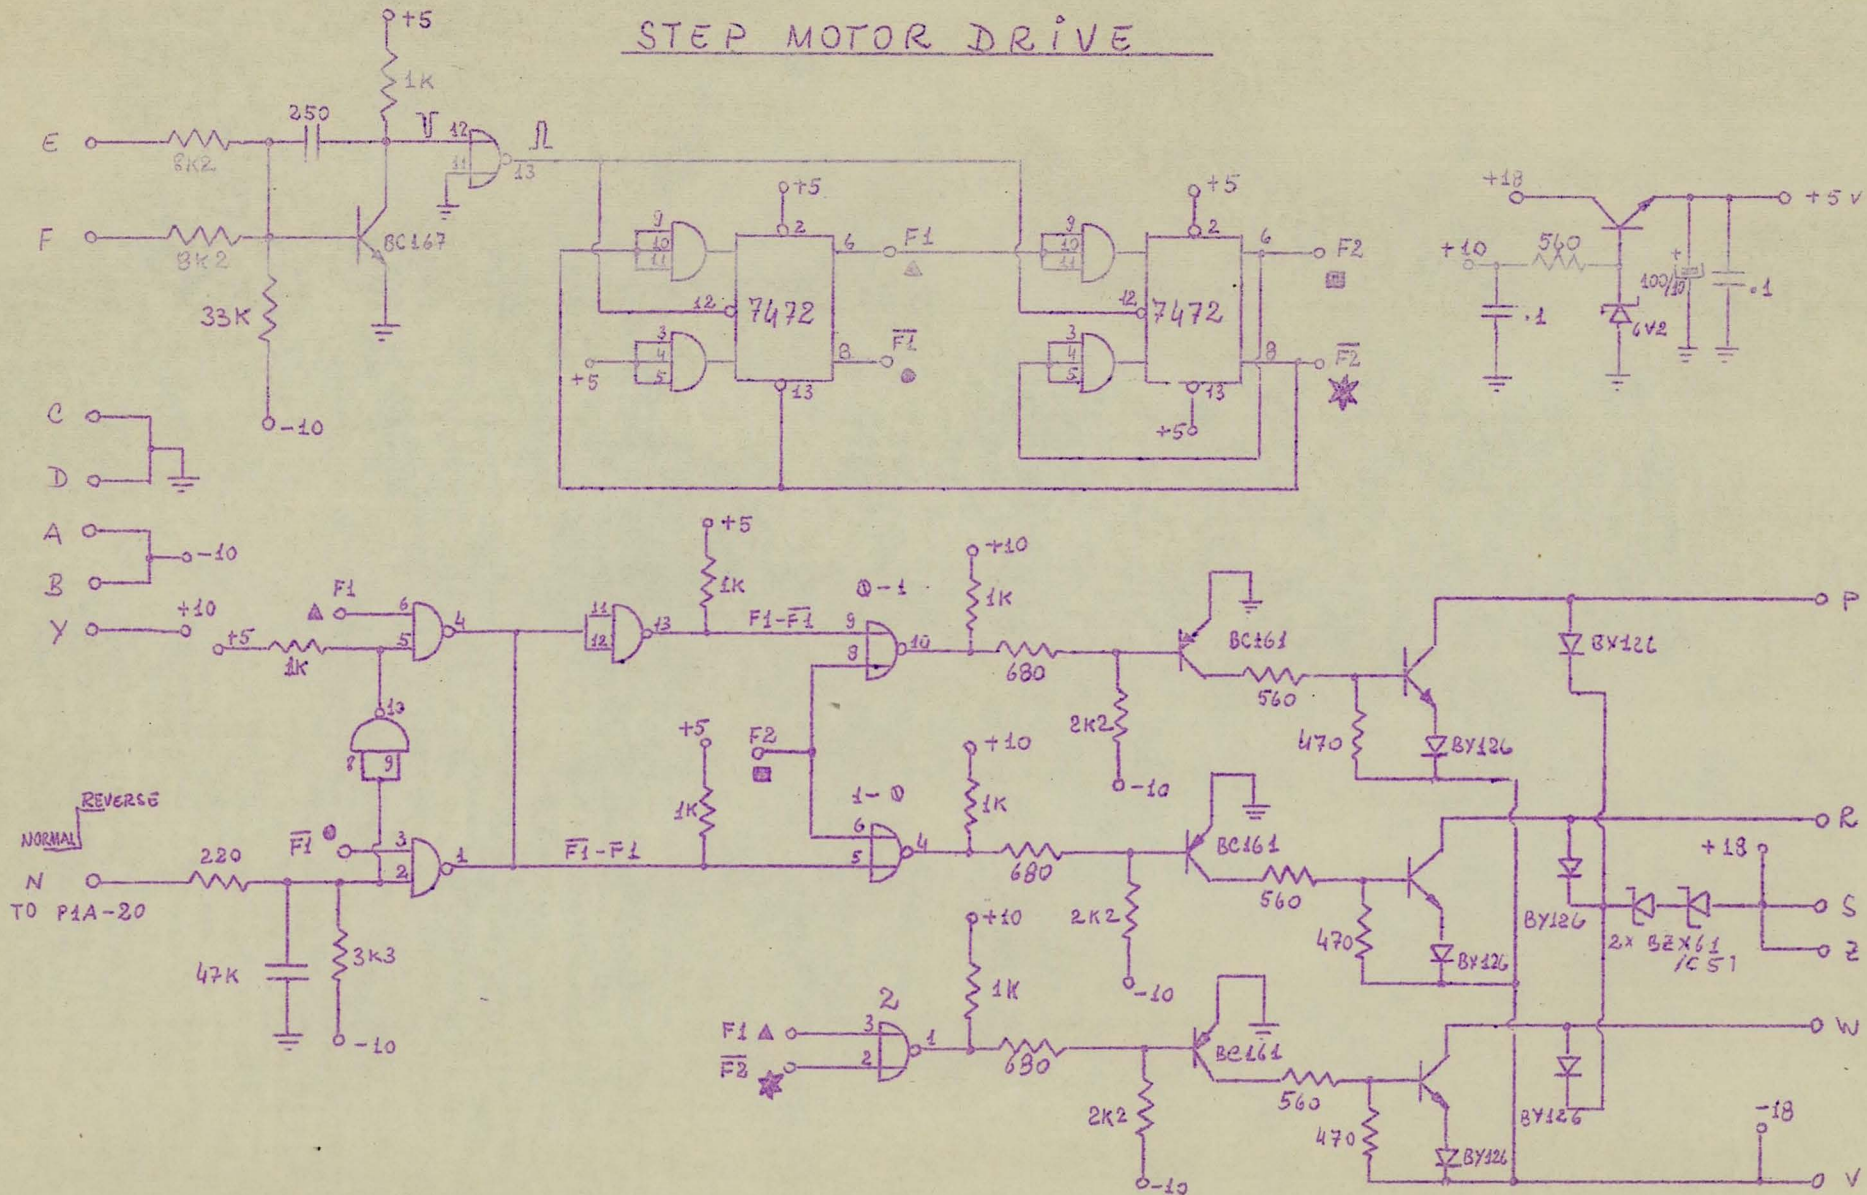 STEP MOTOR DRIVE
+5
1K
250
E
8K2
12
11
13
F
8K2
BC167
33K
-10
+5
9
10
11
2
6
F1
12
7472
3
4
5
+5
8
F1
13
+5
9
10
11
2
6
F2
12
7472
3
4
5
8
F2
13
+5
+18
+5 V
+10
560
100/10
.1
.1
6V2
C
D
A
B
-10
Y
+10
F1
6
4
5
+5
1K
10
8
9
REVERSE
NORMAL
F1
3
1
2
N
220
TO P1A-20
47K
3K3
-10
11
12
13
+5
1K
F1-F1
0-1
9
8
10
+10
1K
680
2K2
-10
BC161
560
470
BY126
BY126
P
+5
1K
F2
F1-F1
1-0
6
5
4
+10
1K
680
2K2
-10
BC161
560
470
BY126
BY126
R
+18
S
2x BZX61
/C51
Z
F1
F2
2
3
2
1
+10
1K
680
2K2
-10
BC161
560
470
BY126
BY126
W
-18
V